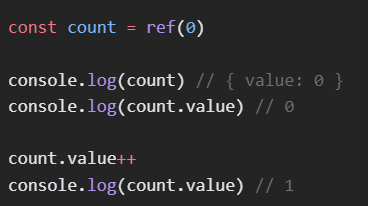 const count = ref(0)
console.log(count) // { value: 0 }
console.log(count.value) // 0
count.value++
console.log(count.value) // 1